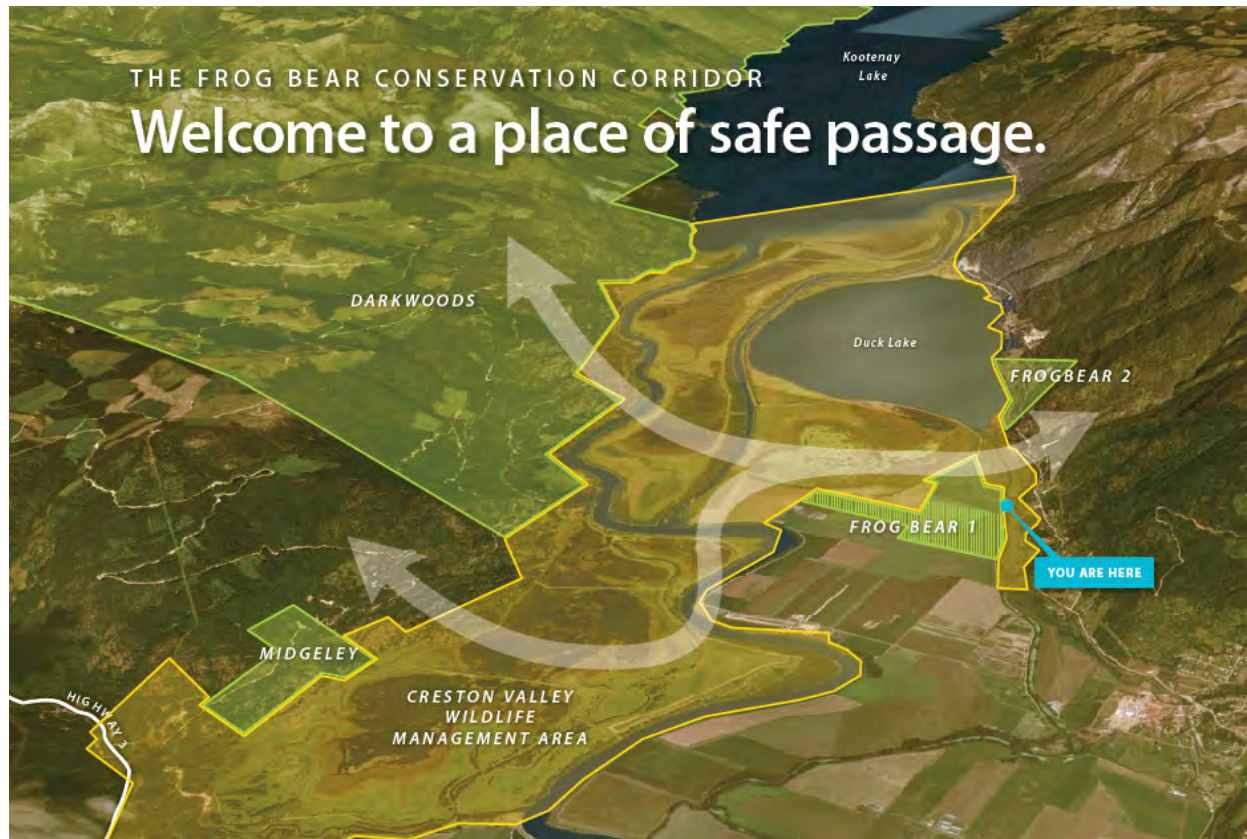 Kootenay
Lake
THE FROG BEAR CONSERVATION CORRIDOR
Welcome to a place of safe passage.
DARKWOODS
Duck Lake
FROGBEAR 2
FROG BEAR 1
YOU ARE HERE
MIDGELEY
HIGHWAY 3
CRESTON VALLEY
WILDLIFE
MANAGEMENT AREA